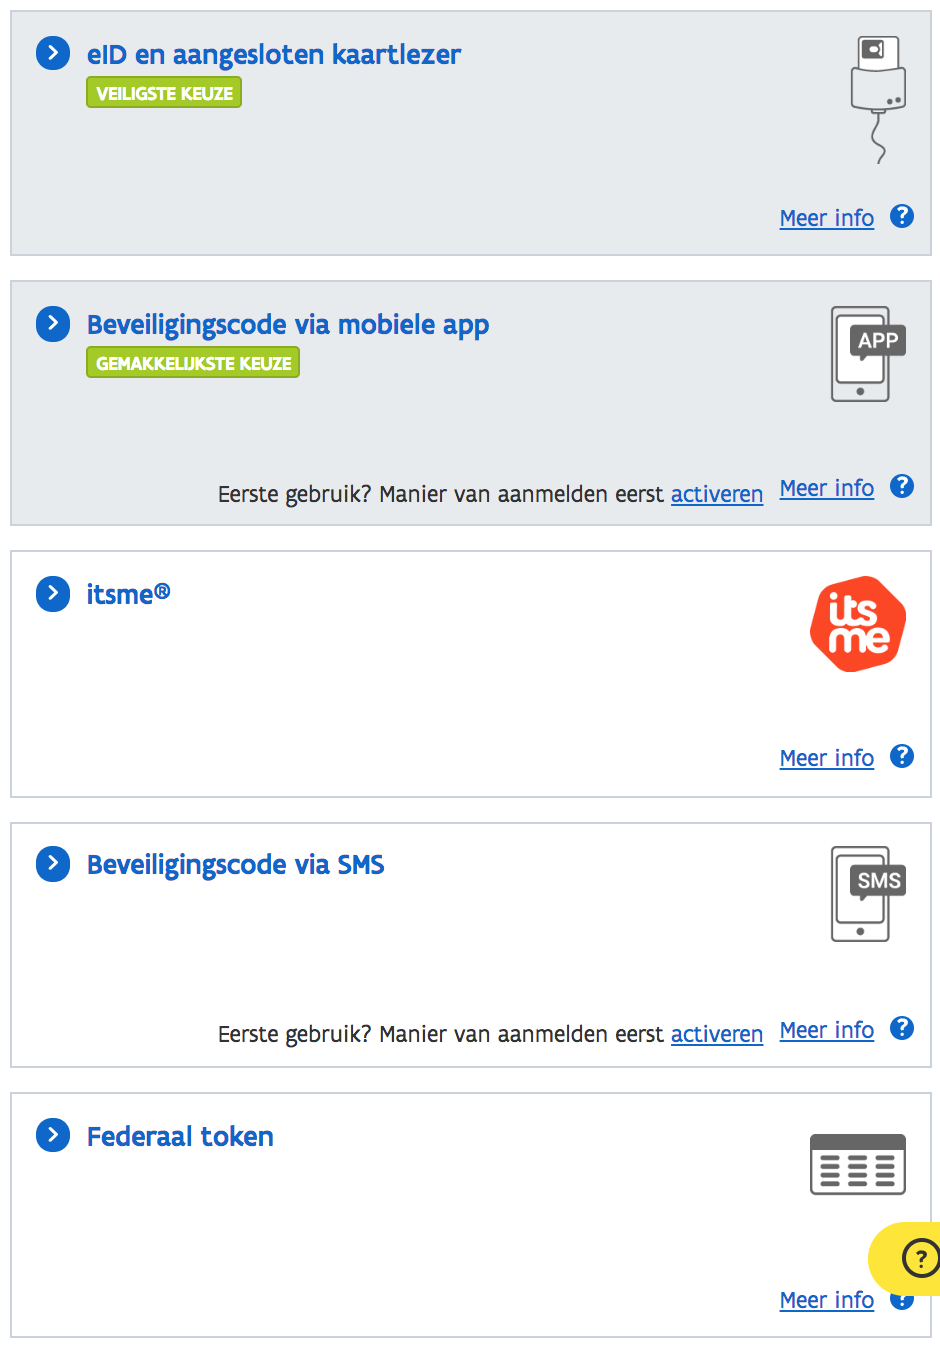 eID en aangesloten kaartlezer
VEILIGSTE KEUZE
Meer info ?
Beveiligingscode via mobiele app
GEMAKKELIJKSTE KEUZE
APP
Eerste gebruik? Manier van aanmelden eerst activeren Meer info ?
itsme®
its
me
Meer info ?
Beveiligingscode via SMS
SMS
Eerste gebruik? Manier van aanmelden eerst activeren Meer info ?
Federaal token
?
Meer info ?